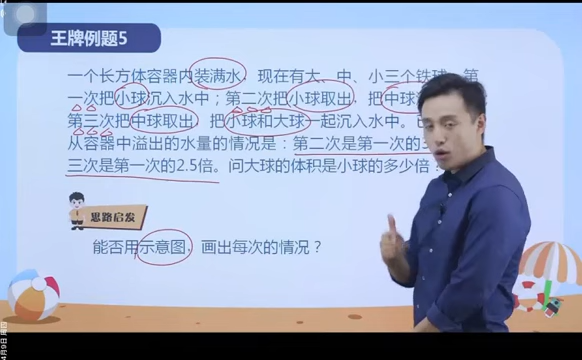 王牌例题5
一个长方体容器内装满水，现在有大、中、小三个铁球。第
一次把小球沉入水中；第二次把小球取出，把中球
第三次把中球取出，把小球和大球一起沉入水中。
从容器中溢出的水量的情况是：第二次是第一次的
三次是第一次的2.5倍。问大球的体积是小球的多少倍？
思路启发
能否用示意图，画出每次的情况？
4月9日 周四